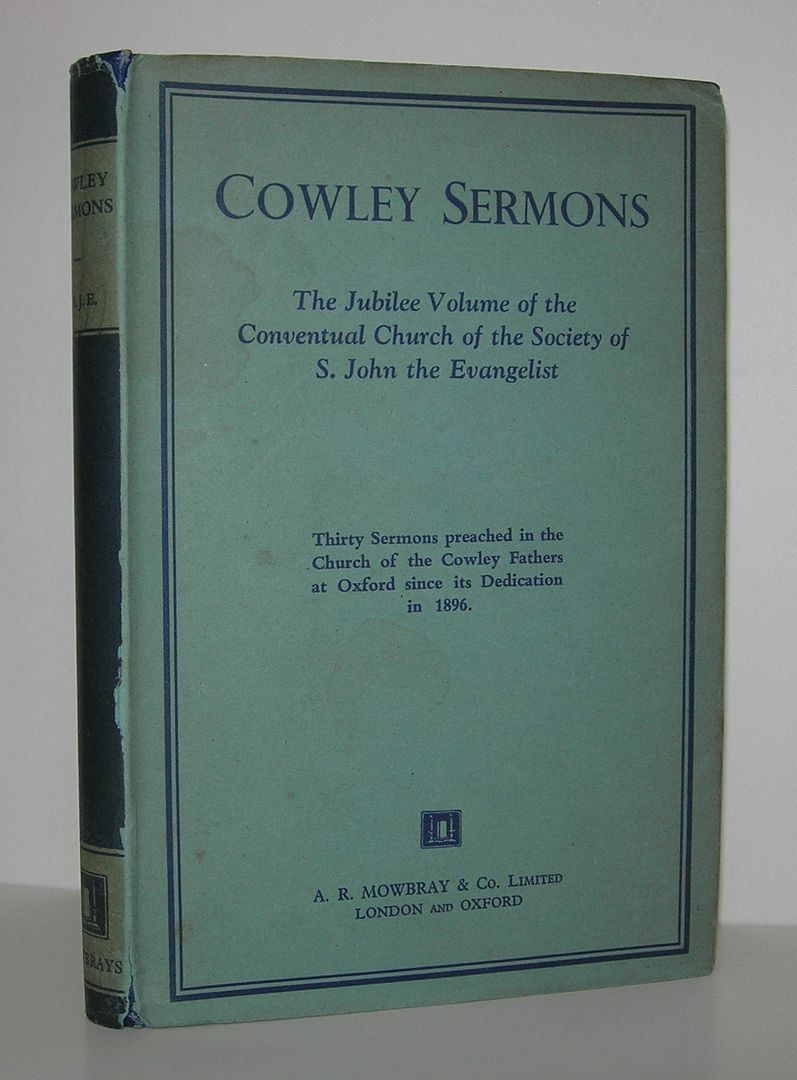 COWLEY SERMONS
The Jubilee Volume of the
Conventual Church of the Society of
S. John the Evangelist
Thirty Sermons preached in the
Church of the Cowley Fathers
at Oxford since its Dedication
in 1896.
A. R. MOWBRAY & Co. LIMITED
LONDON AND OXFORD